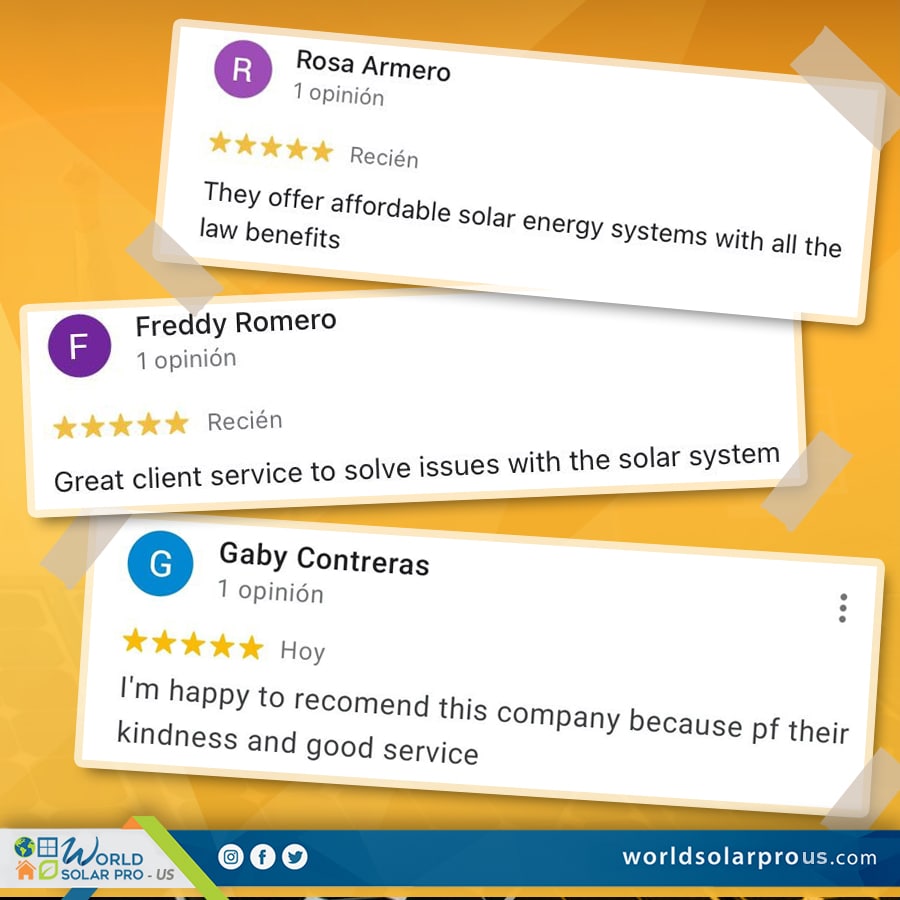 R
Rosa Armero
1 opinión
Recién
They offer affordable solar energy systems with all the
law benefits
F
Freddy Romero
1 opinión
Recién
Great client service to solve issues with the solar system
G
Gaby Contreras
1 opinión
Hoy
I'm happy to recomend this company because pf their
kindness and good service
WORLD
SOLAR PRO - US
worldsolarprous.com